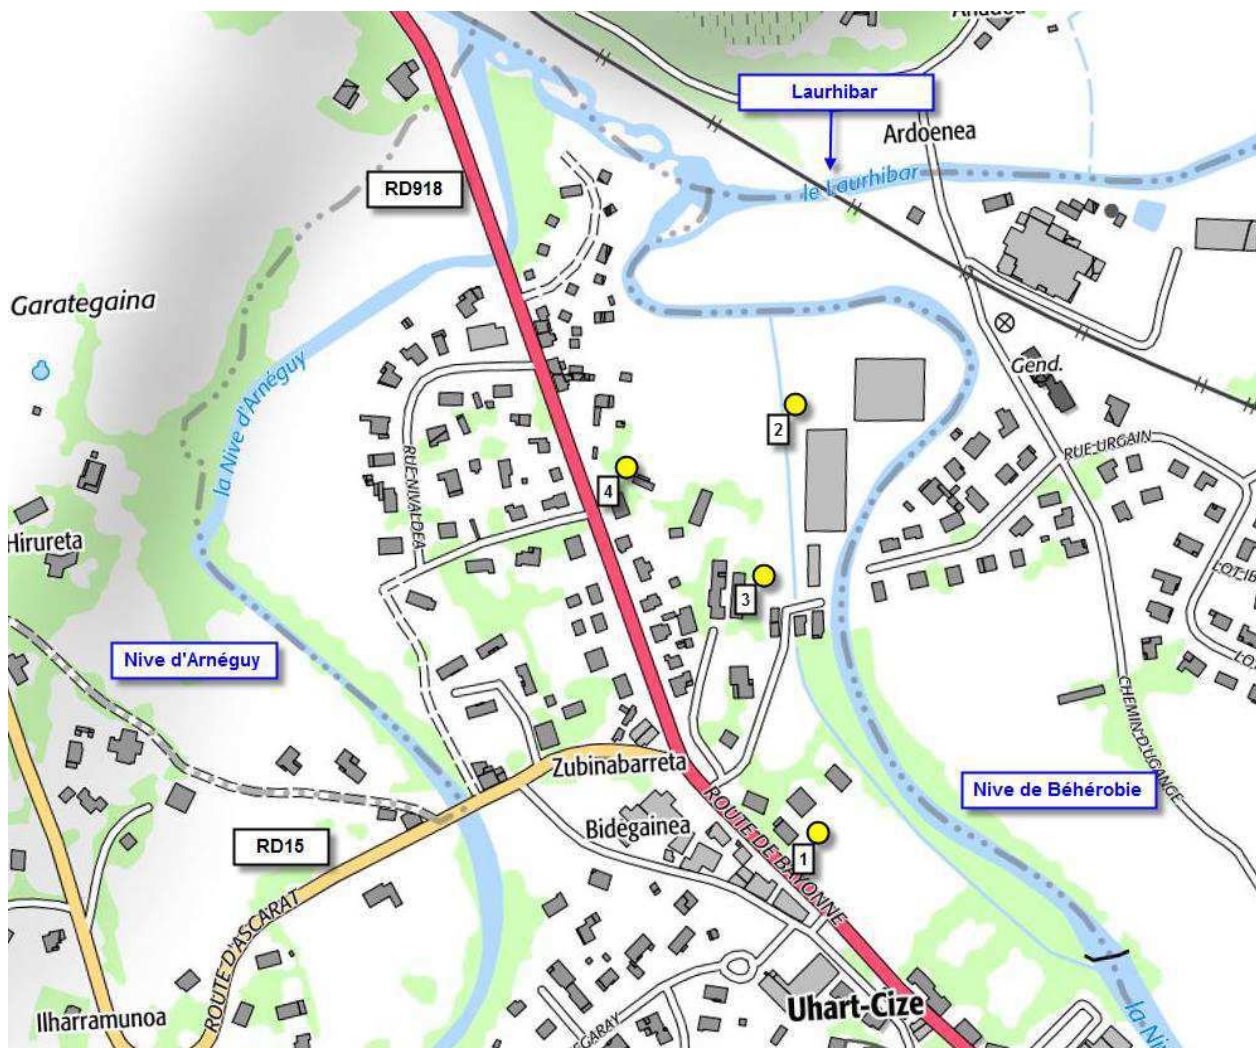 Laurhibar
Ardoenea
le Laurhibar
RD918
Garategaina
la Nive d'Arnéguy
Gend.
2
RUE URGAIN
RUE NIVALDEA
4
Hirureta
3
Nive d'Arnéguy
CHEMIN D'UGANGE
Zubinabarreta
Nive de Béhérobie
ROUTE DE BAYONNE
Bidegainea
RD15
1
ROUTE D'ASCARAT
Uhart-Cize
Ilharramunoa